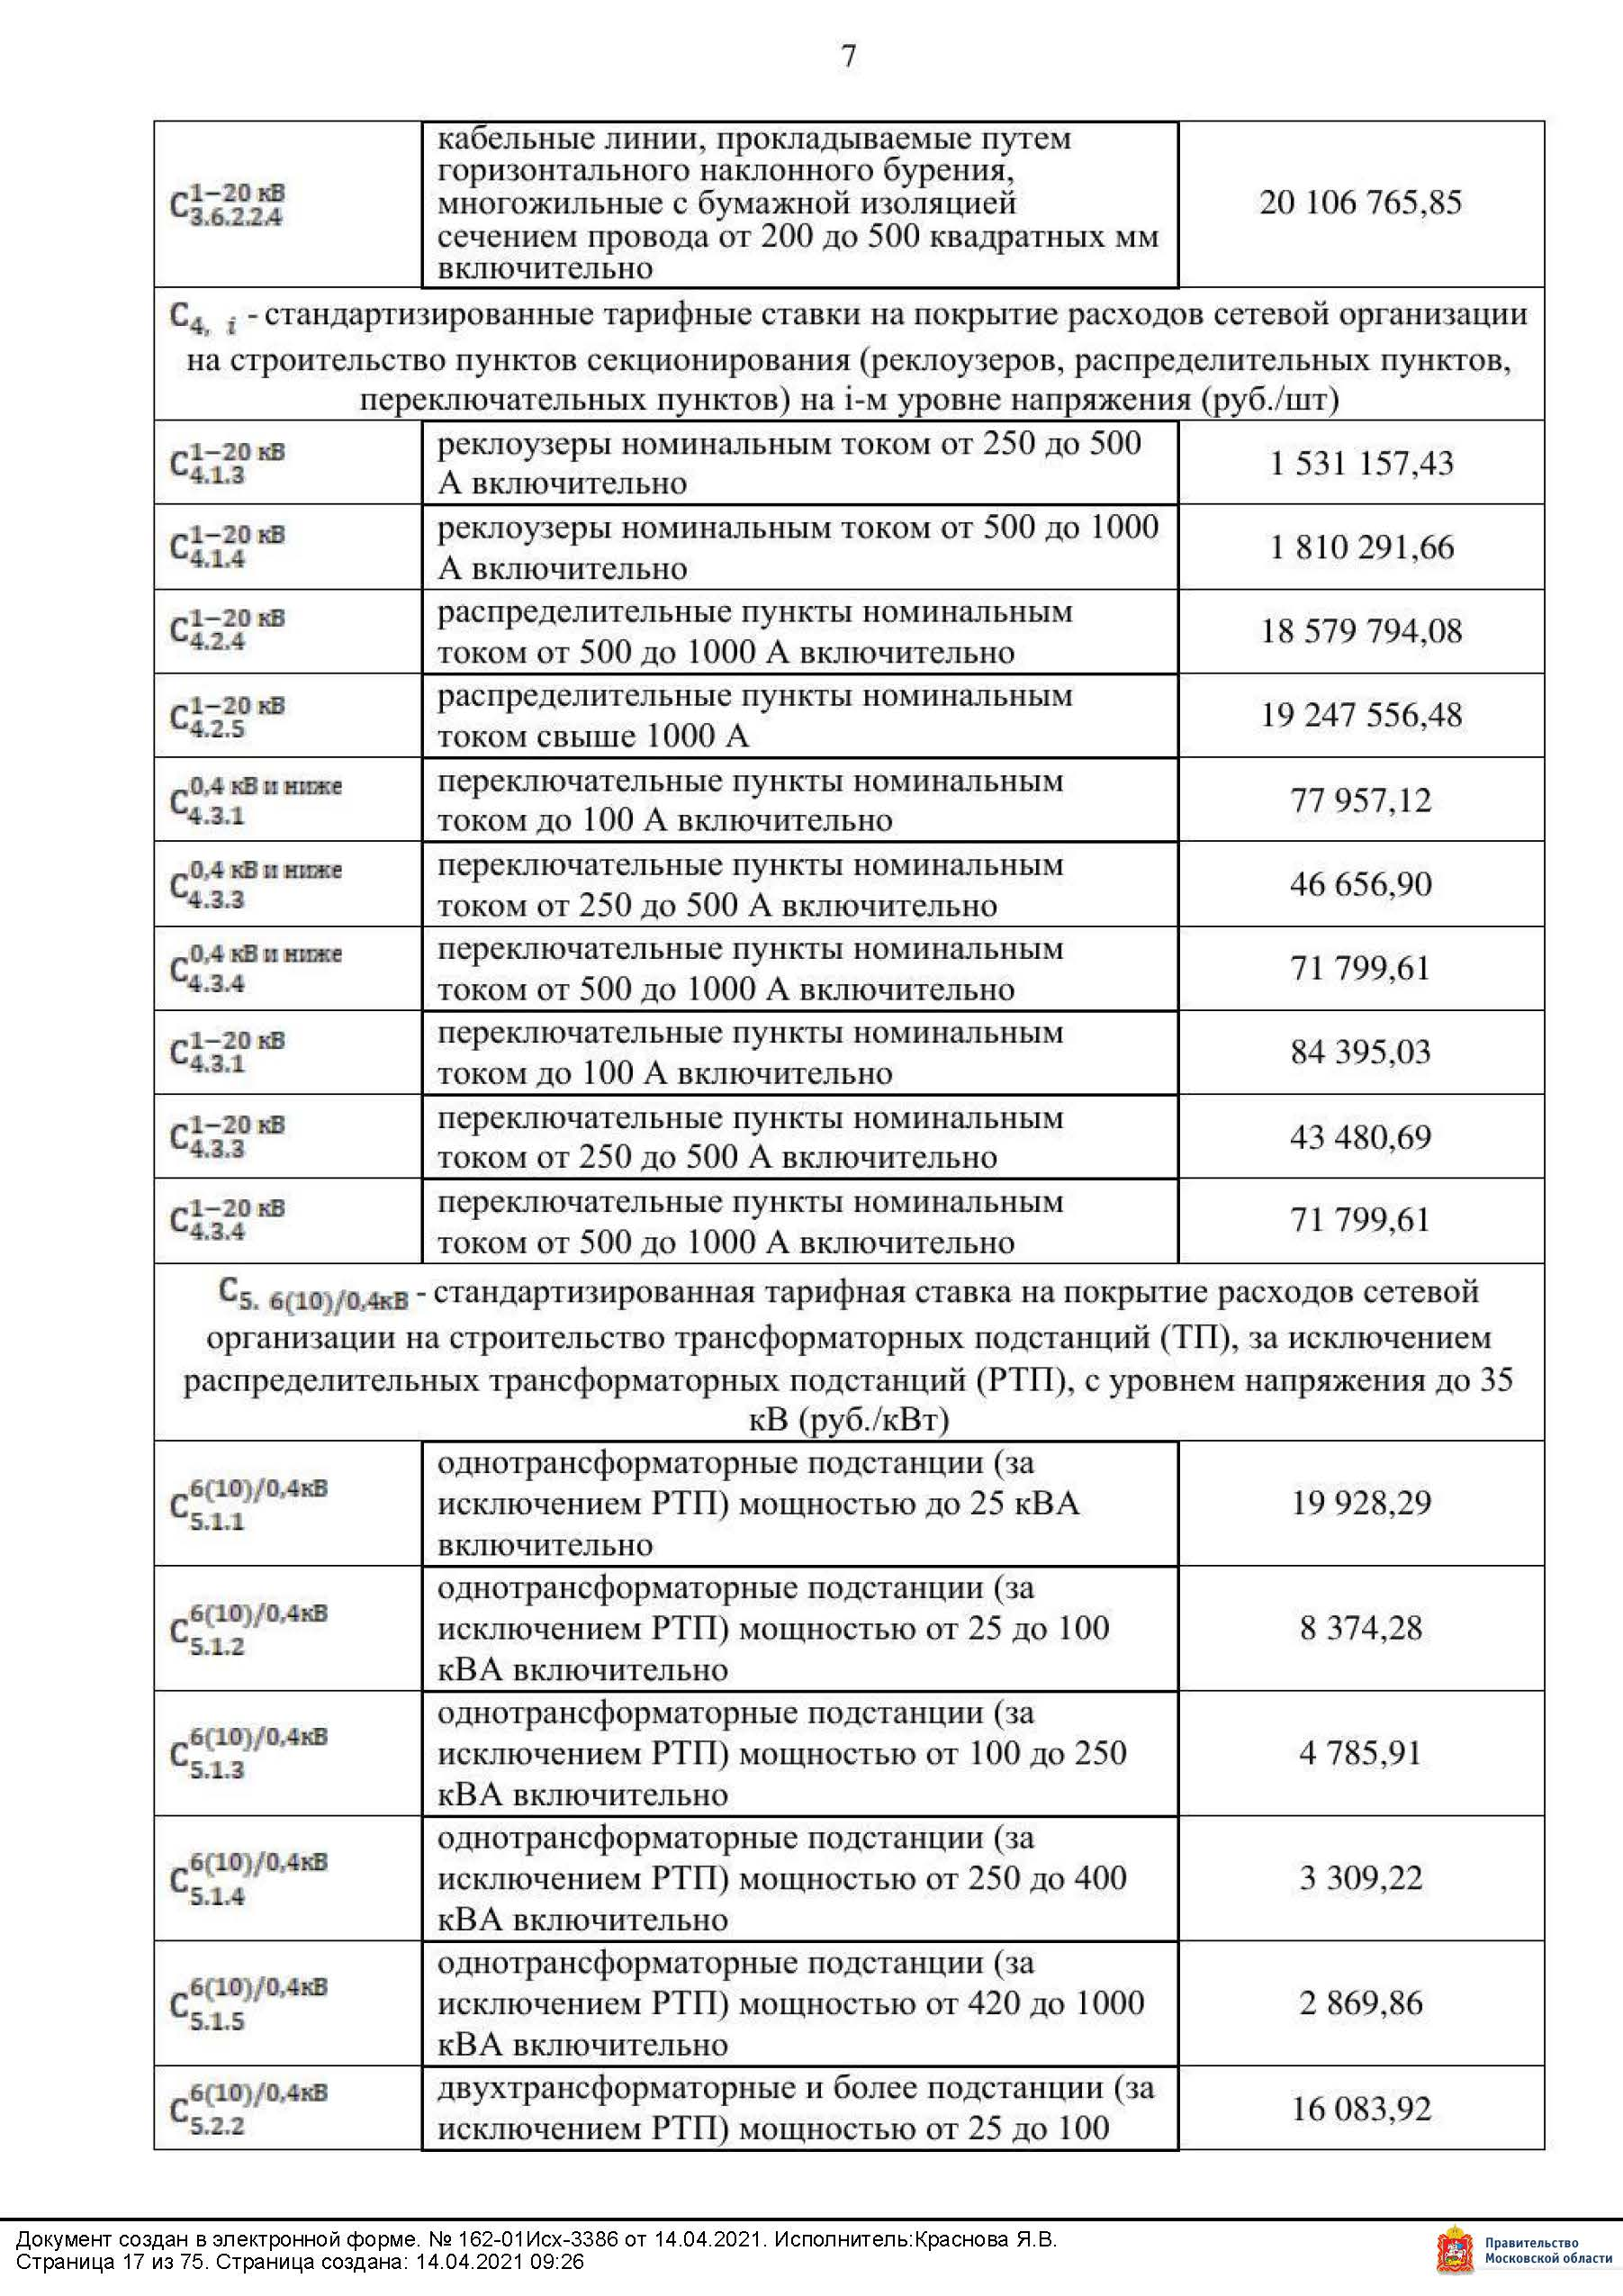 7
С 1–20 кВ 3.6.2.2.4
кабельные линии, прокладываемые путем
горизонтального наклонного бурения,
многожильные с бумажной изоляцией
сечением провода от 200 до 500 квадратных мм
включительно
20 106 765,85
С4, i - стандартизированные тарифные ставки на покрытие расходов сетевой организации
на строительство пунктов секционирования (реклоузеров, распределительных пунктов,
переключательных пунктов) на i-м уровне напряжения (руб./шт)
С 1–20 кВ 4.1.3
реклоузеры номинальным током от 250 до 500
А включительно
1 531 157,43
С 1–20 кВ 4.1.4
реклоузеры номинальным током от 500 до 1000
А включительно
1 810 291,66
С 1–20 кВ 4.2.4
распределительные пункты номинальным
током от 500 до 1000 А включительно
18 579 794,08
С 1–20 кВ 4.2.5
распределительные пункты номинальным
током свыше 1000 А
19 247 556,48
С 0,4 кВ и ниже 4.3.1
переключательные пункты номинальным
током до 100 А включительно
77 957,12
С 0,4 кВ и ниже 4.3.3
переключательные пункты номинальным
током от 250 до 500 А включительно
46 656,90
С 0,4 кВ и ниже 4.3.4
переключательные пункты номинальным
током от 500 до 1000 А включительно
71 799,61
С 1–20 кВ 4.3.1
переключательные пункты номинальным
током до 100 А включительно
84 395,03
С 1–20 кВ 4.3.3
переключательные пункты номинальным
током от 250 до 500 А включительно
43 480,69
С 1–20 кВ 4.3.4
переключательные пункты номинальным
током от 500 до 1000 А включительно
71 799,61
С5. 6(10)/0,4кВ - стандартизированная тарифная ставка на покрытие расходов сетевой
организации на строительство трансформаторных подстанций (ТП), за исключением
распределительных трансформаторных подстанций (РТП), с уровнем напряжения до 35
кВ (руб./кВт)
С 6(10)/0,4кВ 5.1.1
однотрансформаторные подстанции (за
исключением РТП) мощностью до 25 кВА
включительно
19 928,29
С 6(10)/0,4кВ 5.1.2
однотрансформаторные подстанции (за
исключением РТП) мощностью от 25 до 100
кВА включительно
8 374,28
С 6(10)/0,4кВ 5.1.3
однотрансформаторные подстанции (за
исключением РТП) мощностью от 100 до 250
кВА включительно
4 785,91
С 6(10)/0,4кВ 5.1.4
однотрансформаторные подстанции (за
исключением РТП) мощностью от 250 до 400
кВА включительно
3 309,22
С 6(10)/0,4кВ 5.1.5
однотрансформаторные подстанции (за
исключением РТП) мощностью от 420 до 1000
кВА включительно
2 869,86
С 6(10)/0,4кВ 5.2.2
двухтрансформаторные и более подстанции (за
исключением РТП) мощностью от 25 до 100
16 083,92
Документ создан в электронной форме. № 162-01Исх-3386 от 14.04.2021. Исполнитель:Краснова Я.В.
Страница 17 из 75. Страница создана: 14.04.2021 09:26
Правительство
Московской области